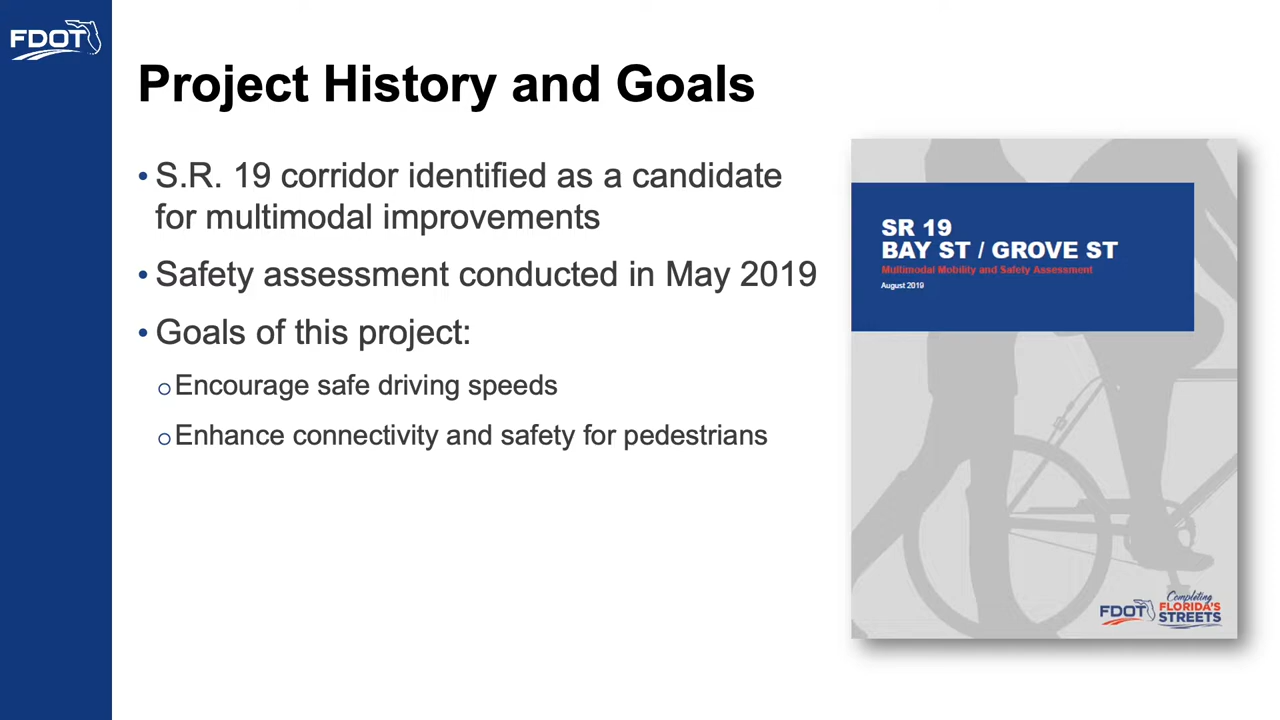 FDOT
Project History and Goals
• S.R. 19 corridor identified as a candidate
for multimodal improvements
• Safety assessment conducted in May 2019
• Goals of this project:
o Encourage safe driving speeds
o Enhance connectivity and safety for pedestrians
SR 19
BAY ST / GROVE ST
Multimodal Mobility and Safety Assessment
August 2019
FDOT
Completing
FLORIDA'S
STREETS